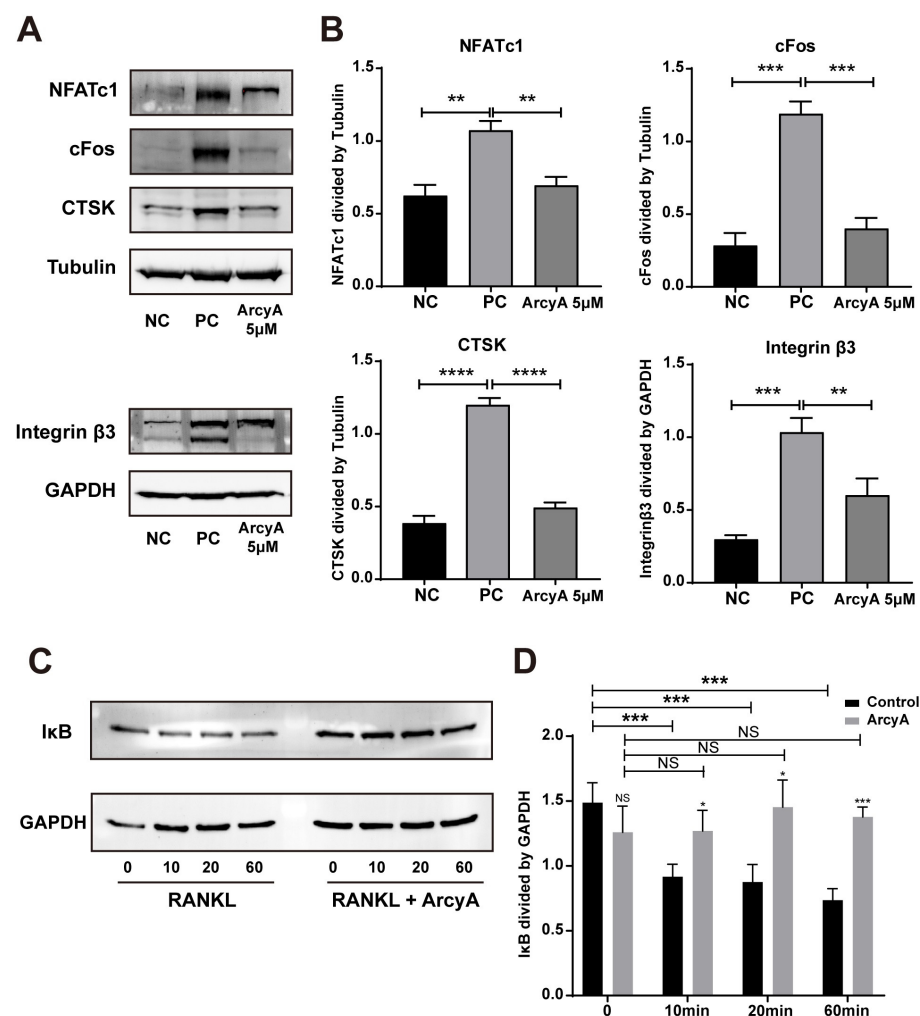 A
NFATc1
cFos
CTSK
Tubulin
NC PC ArcyA
5μM
Integrin β3
GAPDH
NC PC ArcyA
5μM
B
NFATc1
NFATc1 divided by Tubulin
1.5
1.0
0.5
0.0
** **
NC PC ArcyA 5μM
cFos
cFos divided by Tubulin
1.5
1.0
0.5
0.0
*** ***
NC PC ArcyA 5μM
CTSK
CTSK divided by Tubulin
1.5
1.0
0.5
0.0
**** ****
NC PC ArcyA 5μM
Integrin β3
Integrinβ3 divided by GAPDH
1.5
1.0
0.5
0.0
*** **
NC PC ArcyA 5μM
C
IκB
GAPDH
0 10 20 60 0 10 20 60
RANKL RANKL + ArcyA
D
Control
ArcyA
***
***
***
NS
NS
NS
IκB divided by GAPDH
2.0
1.5
1.0
0.5
0.0
NS * * ***
0 10min 20min 60min